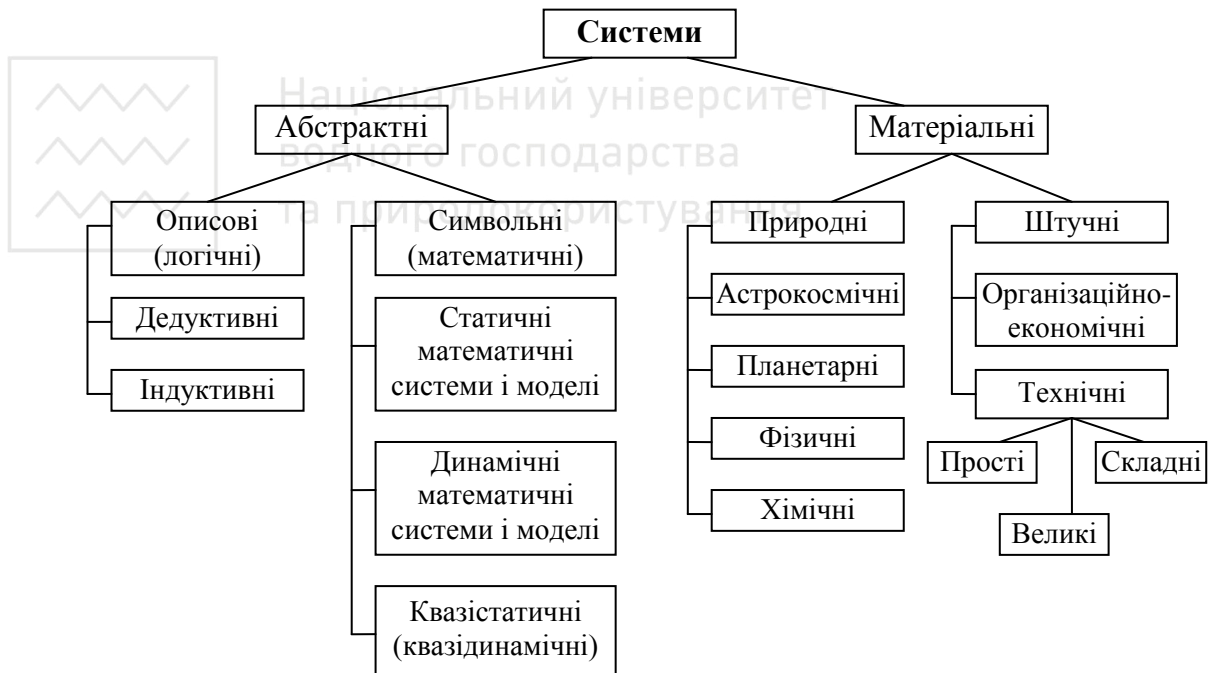 Системи
Національний університет
водного господарства
та природокористування
Абстрактні
Матеріальні
Описові
(логічні)
Дедуктивні
Індуктивні
Символьні
(математичні)
Статичні
математичні
системи і моделі
Динамічні
математичні
системи і моделі
Квазістатичні
(квазідинамічні)
Природні
Астрокосмічні
Планетарні
Фізичні
Хімічні
Штучні
Організаційно-
економічні
Технічні
Прості
Складні
Великі